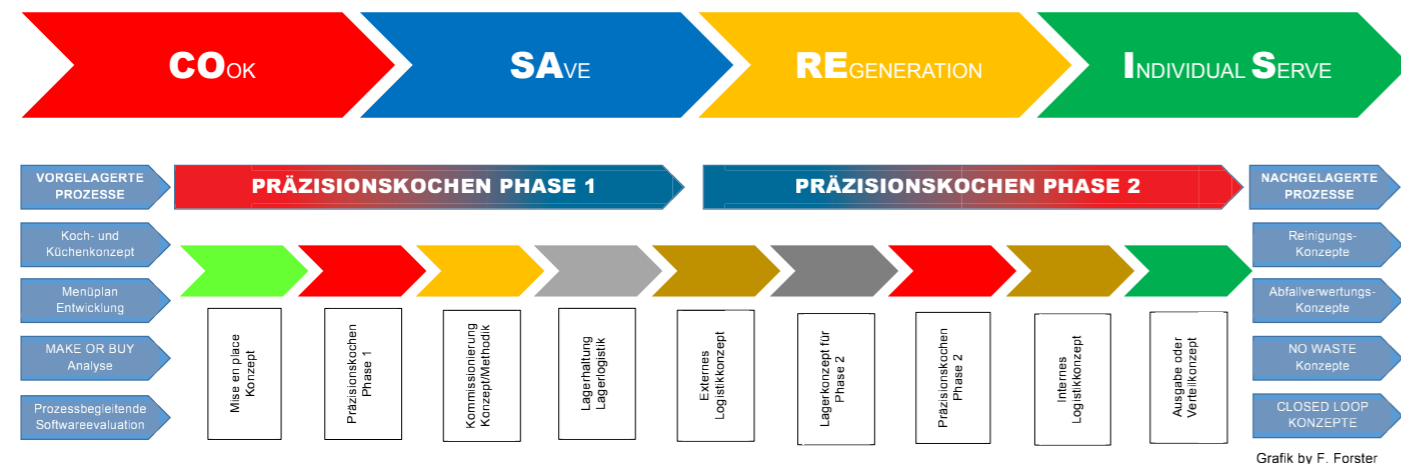 COOK
SAVE
REGENERATION
INDIVIDUAL SERVE
VORGELAGERTE
PROZESSE
PRÄZISIONSKOCHEN PHASE 1
PRÄZISIONSKOCHEN PHASE 2
NACHGELAGERTE
PROZESSE
Koch- und
Küchenkonzept
Menüplan
Entwicklung
MAKE OR BUY
Analyse
Prozessbegleitende
Softwareevaluation
Mise en place
Konzept
Präzisionskochen
Phase 1
Kommissionierung
Konzept/Methodik
Lagerhaltung
Lagerlogistik
Externes
Logistikkonzept
Lagerkonzept für
Phase 2
Präzisionskochen
Phase 2
Internes
Logistikkonzept
Ausgabe oder
Verteilkonzept
Reinigungs-
Konzepte
Abfallverwertungs-
Konzepte
NO WASTE
Konzepte
CLOSED LOOP
KONZEPTE
Grafik by F. Forster